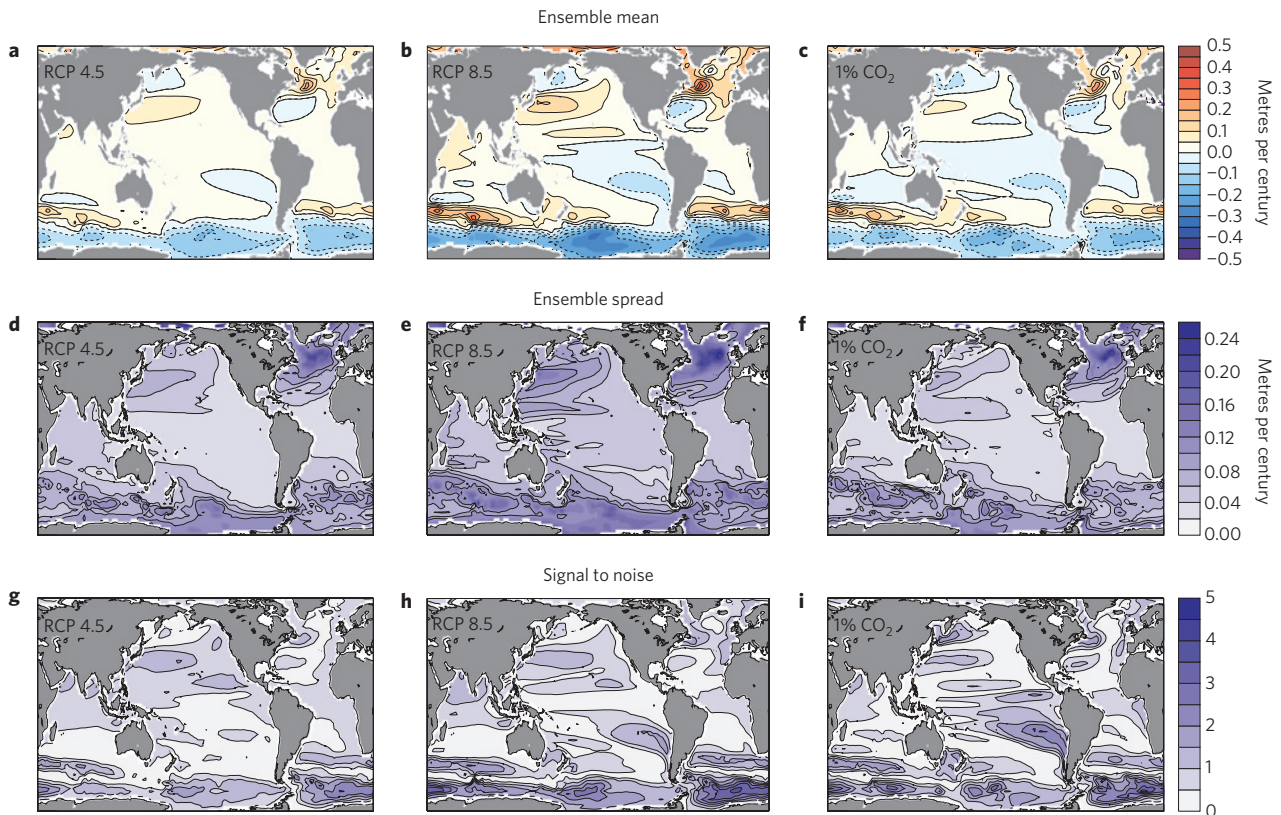 Ensemble mean
a
b
c
RCP 4.5
RCP 8.5
1% CO₂
0.5
0.4
0.3
0.2
0.1
0.0
−0.1
−0.2
−0.3
−0.4
−0.5
Metres per century
Ensemble spread
d
e
f
RCP 4.5
RCP 8.5
1% CO₂
0.24
0.20
0.16
0.12
0.08
0.04
0.00
Metres per century
Signal to noise
g
h
i
RCP 4.5
RCP 8.5
1% CO₂
5
4
3
2
1
0